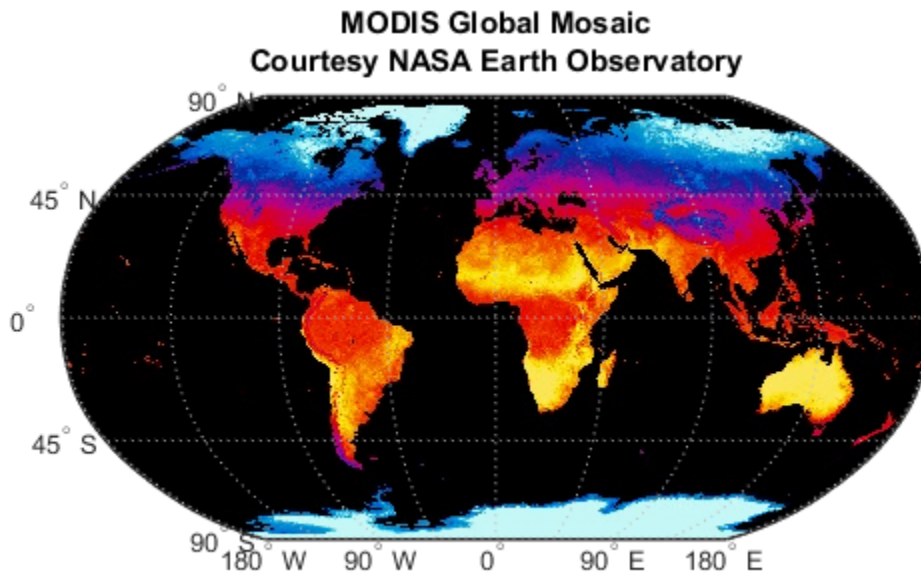 MODIS Global Mosaic
Courtesy NASA Earth Observatory
90° N
45° N
0°
45° S
90° S
180° W 90° W 0° 90° E 180° E